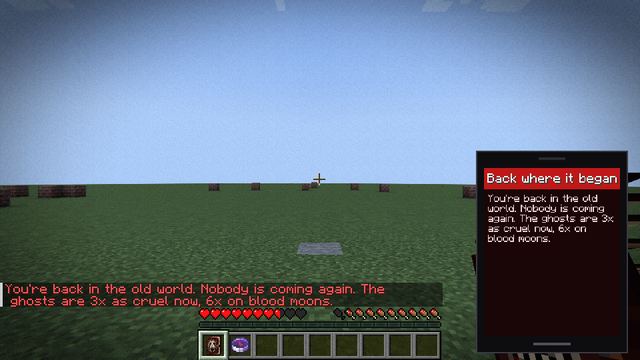 Back where it began
You're back in the old
world. Nobody is coming
again. The ghosts are 3x
as cruel now, 6x on
blood moons.
You're back in the old world. Nobody is coming again. The
ghosts are 3x as cruel now, 6x on blood moons.